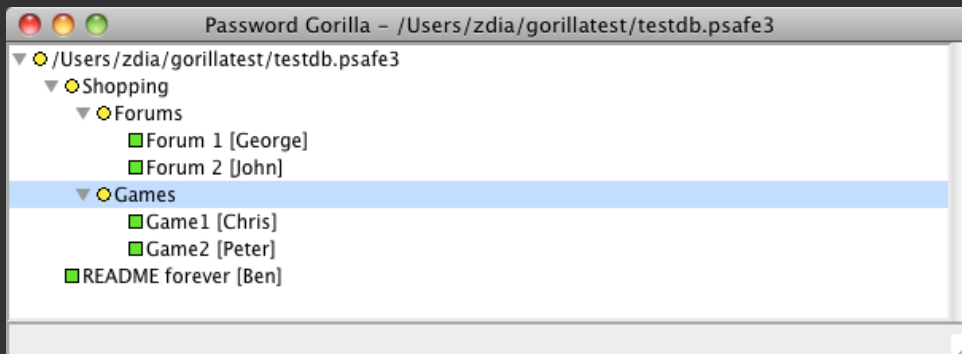 Password Gorilla – /Users/zdia/gorillatest/testdb.psafe3
/Users/zdia/gorillatest/testdb.psafe3
Shopping
Forums
Forum 1 [George]
Forum 2 [John]
Games
Game1 [Chris]
Game2 [Peter]
README forever [Ben]